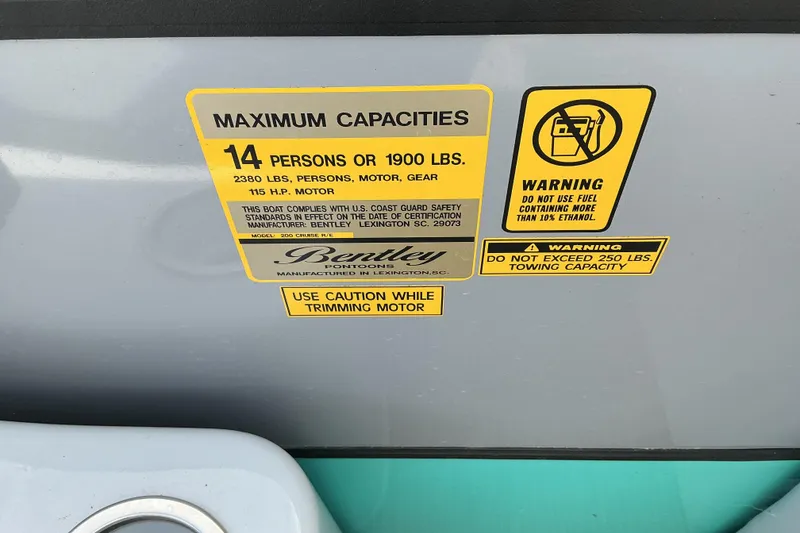 MAXIMUM CAPACITIES
14 PERSONS OR 1900 LBS.
2380 LBS, PERSONS, MOTOR, GEAR
115 H.P. MOTOR
THIS BOAT COMPLIES WITH U.S. COAST GUARD SAFETY
STANDARDS IN EFFECT ON THE DATE OF CERTIFICATION
MANUFACTURER: BENTLEY LEXINGTON SC. 29073
MODEL: 200 CRUISE R/E
Bentley
PONTOONS
MANUFACTURED IN LEXINGTON, SC.
USE CAUTION WHILE
TRIMMING MOTOR
WARNING
DO NOT USE FUEL
CONTAINING MORE
THAN 10% ETHANOL.
WARNING
DO NOT EXCEED 250 LBS.
TOWING CAPACITY